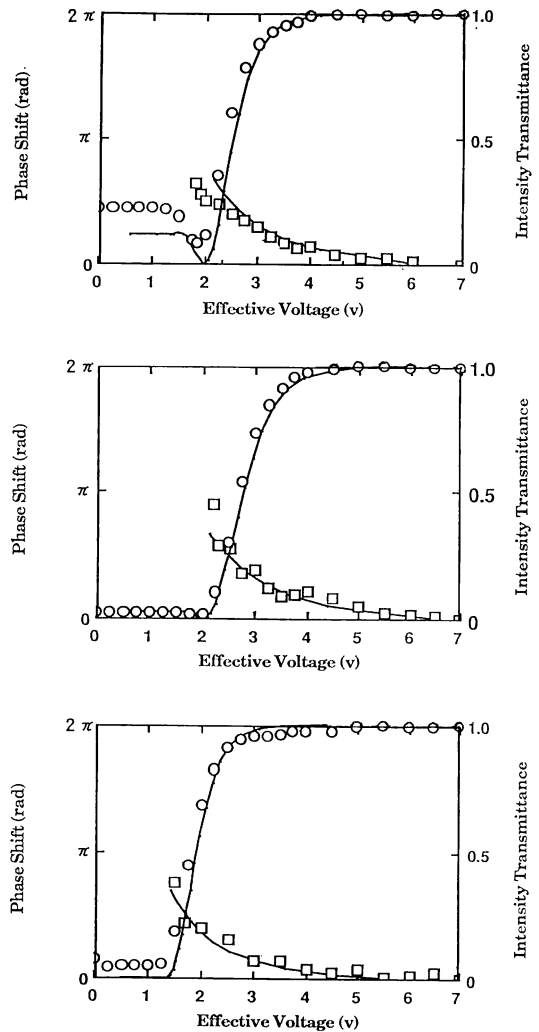 2 π
1.0
π
0.5
0
0
0 1 2 3 4 5 6 7
Phase Shift (rad)
Intensity Transmittance
Effective Voltage (v)
2 π
1.0
π
0.5
0
0
0 1 2 3 4 5 6 7
Phase Shift (rad)
Intensity Transmittance
Effective Voltage (v)
2 π
1.0
π
0.5
0
0
0 1 2 3 4 5 6 7
Phase Shift (rad)
Intensity Transmittance
Effective Voltage (v)